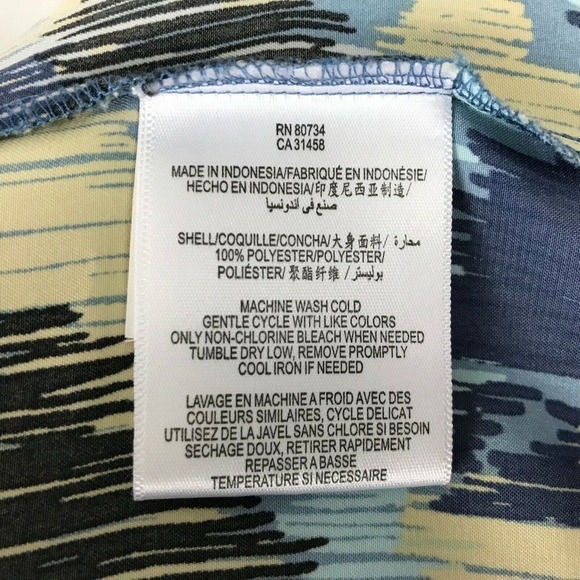 RN 80734
CA 31458
MADE IN INDONESIA/FABRIQUÉ EN INDONÉSIE/
HECHO EN INDONESIA/印度尼西亚制造/
صنع في أندونسيا
SHELL/COQUILLE/CONCHA/大身面料/ محارة/
100% POLYESTER/POLYESTER/
POLIÉSTER/ 聚酯纤维 /بوليستر
MACHINE WASH COLD
GENTLE CYCLE WITH LIKE COLORS
ONLY NON-CHLORINE BLEACH WHEN NEEDED
TUMBLE DRY LOW, REMOVE PROMPTLY
COOL IRON IF NEEDED
LAVAGE EN MACHINE A FROID AVEC DES
COULEURS SIMILAIRES, CYCLE DELICAT
UTILISEZ DE LA JAVEL SANS CHLORE SI BESOIN
SECHAGE DOUX, RETIRER RAPIDEMENT
REPASSER A BASSE
TEMPERATURE SI NECESSAIRE